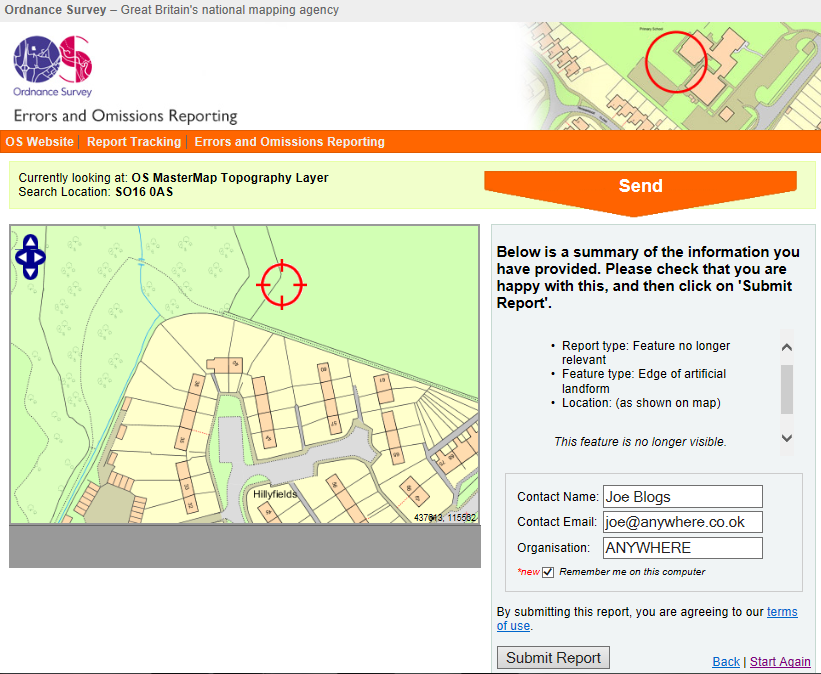 Ordnance Survey – Great Britain's national mapping agency
Ordnance Survey
Errors and Omissions Reporting
OS Website | Report Tracking | Errors and Omissions Reporting
Currently looking at: OS MasterMap Topography Layer
Search Location: SO16 0AS
Send
Below is a summary of the information you
have provided. Please check that you are
happy with this, and then click on 'Submit
Report'.
• Report type: Feature no longer
relevant
• Feature type: Edge of artificial
landform
• Location: (as shown on map)
This feature is no longer visible.
Hillyfields
Contact Name: Joe Blogs
Contact Email: joe@anywhere.co.ok
Organisation: ANYWHERE
*new Remember me on this computer
By submitting this report, you are agreeing to our terms
of use.
Submit Report
Back | Start Again